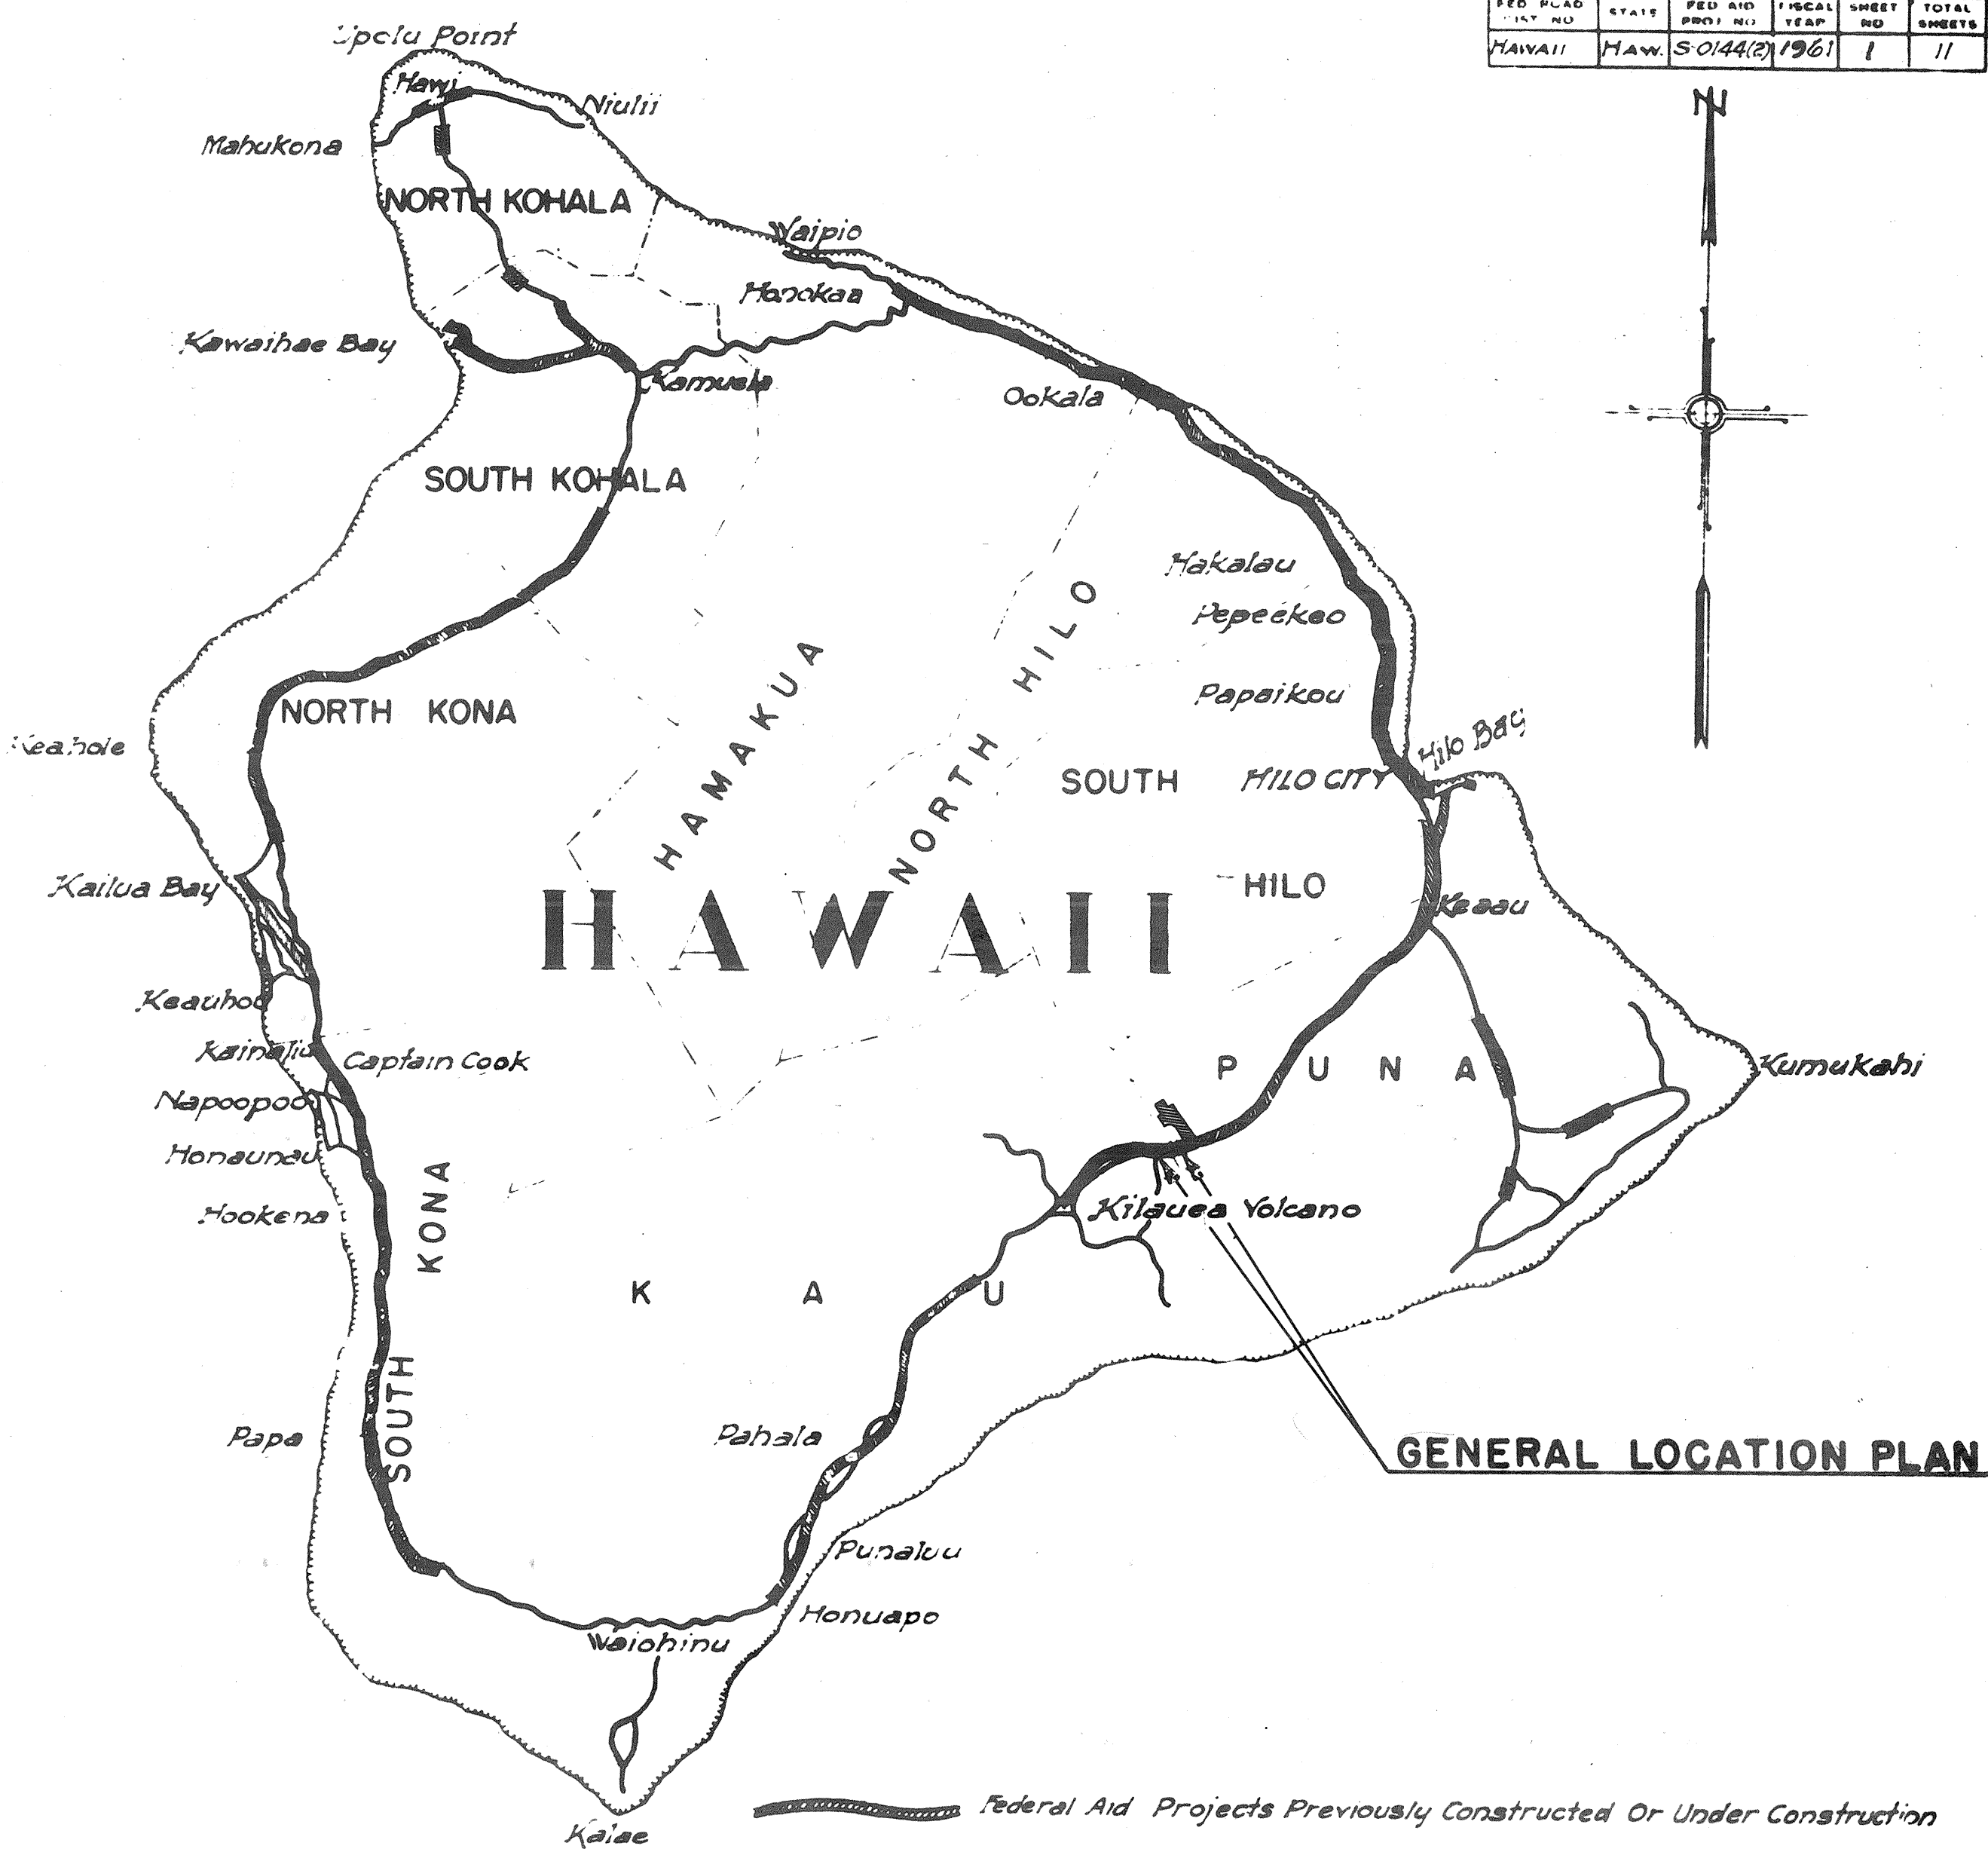 FED ROAD DIST NO
STATE
FED AID PROJ NO
FISCAL YEAR
SHEET NO
TOTAL SHEETS
HAWAII
HAW.
S-0144(2)
1961
1
11
N
Upolu Point
Hawi
Niulii
Mahukona
NORTH KOHALA
Waipio
Honokaa
Kawaihae Bay
Kamuela
Ookala
SOUTH KOHALA
Hakalau
Pepeekeo
Papaikou
NORTH KONA
HAMAKUA
NORTH HILO
Keahole
Hilo Bay
SOUTH
HILO CITY
HILO
Kailua Bay
HAWAII
Keaau
Keauhou
Kainaliu
Captain Cook
PUNA
Kumukahi
Napoopoo
Honaunau
Hookena
SOUTH KONA
Kilauea Volcano
KAU
Papa
Pahala
GENERAL LOCATION PLAN
Punaluu
Honuapo
Waiohinu
Kalae
Federal Aid Projects Previously Constructed Or Under Construction